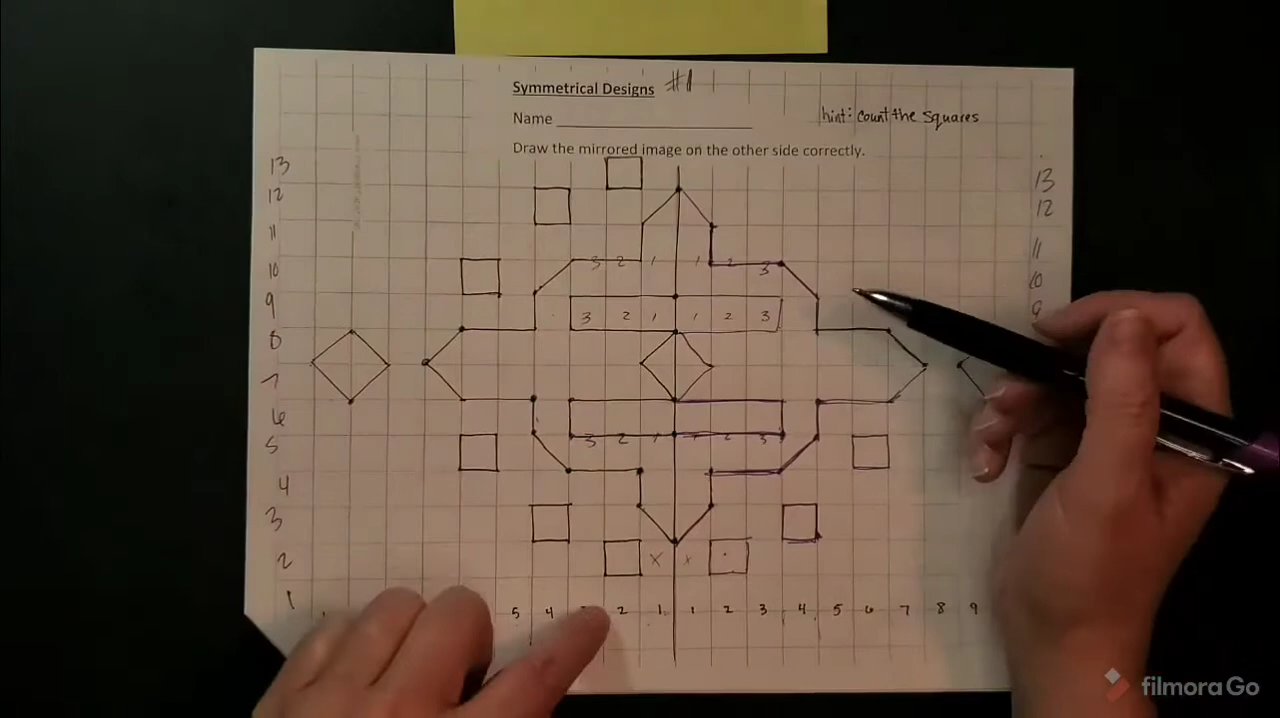 Symmetrical Designs #1
Name
hint: count the squares
Draw the mirrored image on the other side correctly.
13 13
12 12
11 11
10 3 2 1 1 2 3 10
9 3 2 1 1 2 3 9
8
7
6
5 3 2 1 1 2 3
4
3
2 x x
1
5 4 2 1 1 2 3 4 5 6 7 8 9
filmoraGo